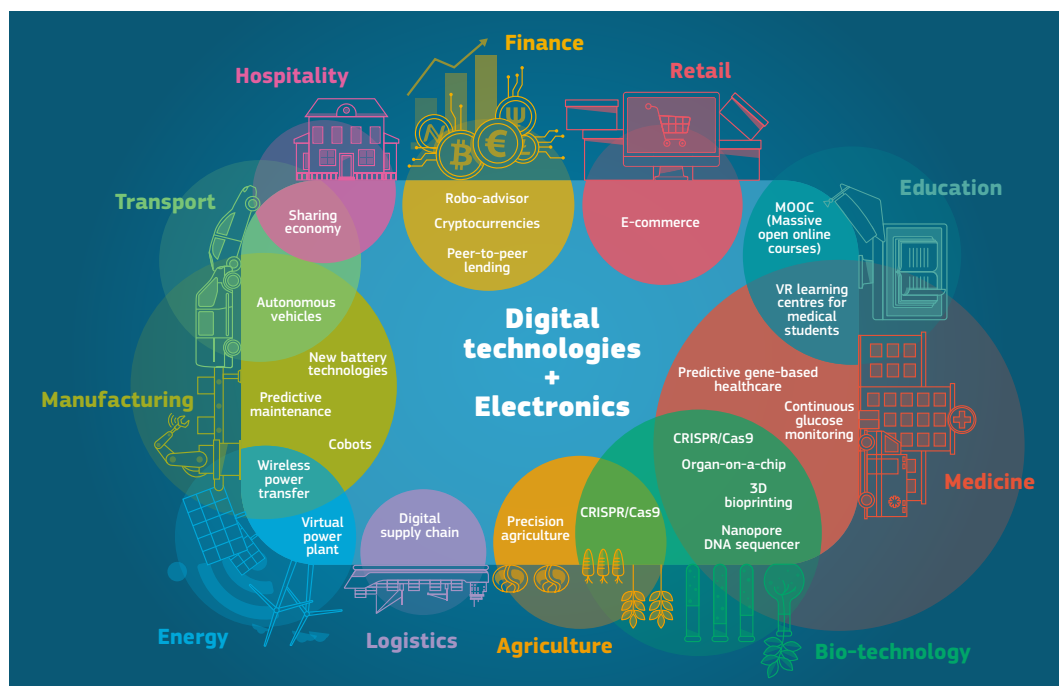 Finance
Hospitality
Retail
Transport
Education
Sharing
economy
Robo-advisor
Cryptocurrencies
Peer-to-peer
lending
E-commerce
MOOC
(Massive
open online
courses)
Autonomous
vehicles
VR learning
centres for
medical
students
Digital
technologies
+
Electronics
New battery
technologies
Predictive
maintenance
Cobots
Manufacturing
Predictive gene-based
healthcare
Continuous
glucose
monitoring
CRISPR/Cas9
Organ-on-a-chip
3D
bioprinting
Nanopore
DNA sequencer
Medicine
Wireless
power
transfer
Virtual
power
plant
Digital
supply chain
Precision
agriculture
CRISPR/Cas9
Energy
Logistics
Agriculture
Bio-technology